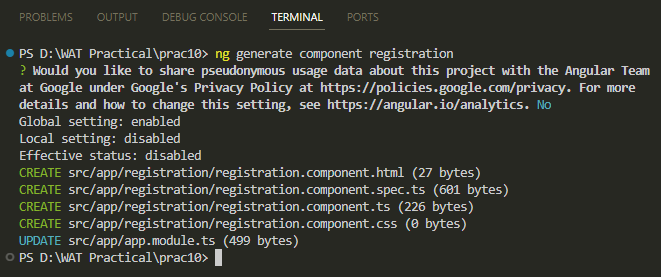 PROBLEMS OUTPUT DEBUG CONSOLE TERMINAL PORTS
PS D:\WAT Practical\prac10> ng generate component registration
? Would you like to share pseudonymous usage data about this project with the Angular Team
at Google under Google's Privacy Policy at https://policies.google.com/privacy. For more
details and how to change this setting, see https://angular.io/analytics. No
Global setting: enabled
Local setting: disabled
Effective status: disabled
CREATE src/app/registration/registration.component.html (27 bytes)
CREATE src/app/registration/registration.component.spec.ts (601 bytes)
CREATE src/app/registration/registration.component.ts (226 bytes)
CREATE src/app/registration/registration.component.css (0 bytes)
UPDATE src/app/app.module.ts (499 bytes)
PS D:\WAT Practical\prac10>